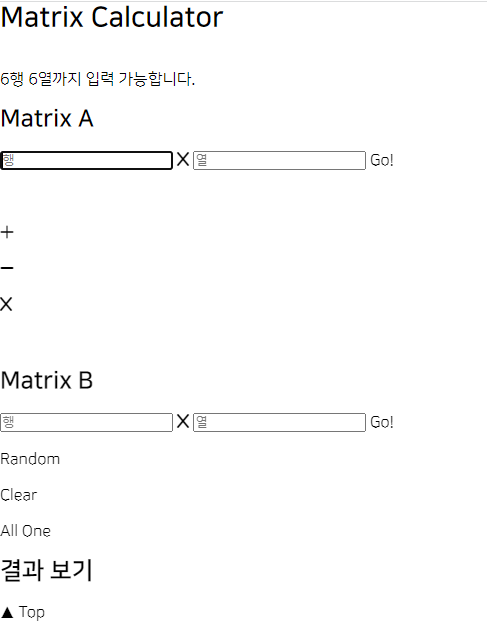 Matrix Calculator
6행 6열까지 입력 가능합니다.
Matrix A
행 X 열 Go!
+
−
X
Matrix B
행 X 열 Go!
Random
Clear
All One
결과 보기
▲ Top